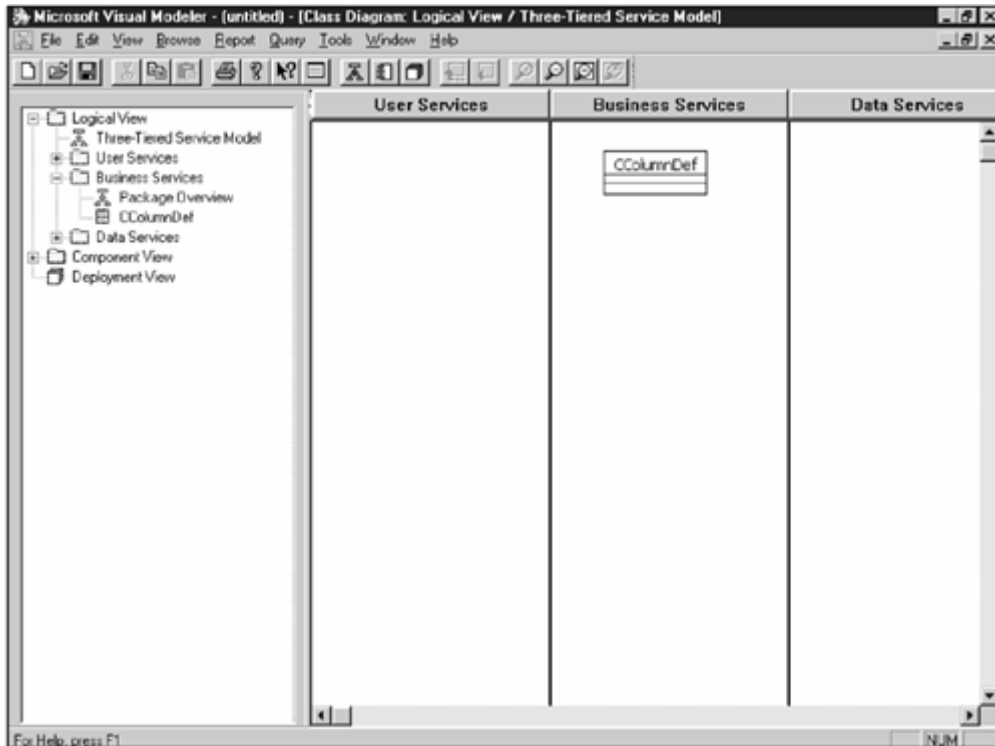 Microsoft Visual Modeler - (untitled) - [Class Diagram: Logical View / Three-Tiered Service Model]
File Edit View Browse Report Query Tools Window Help
User Services Business Services Data Services
Logical View
Three-Tiered Service Model
User Services
Business Services
Package Overview
CColumnDef
Data Services
Component View
Deployment View
CColumnDef
For Help, press F1 NUM